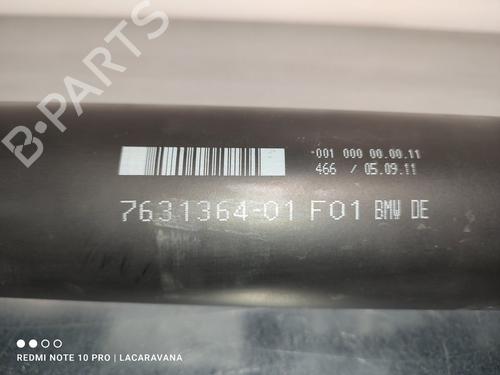 B-PARTS
-001 000 00.00.11
466 / 05.09.11
7631364-01 F01 BMW DE
REDMI NOTE 10 PRO | LACARAVANA